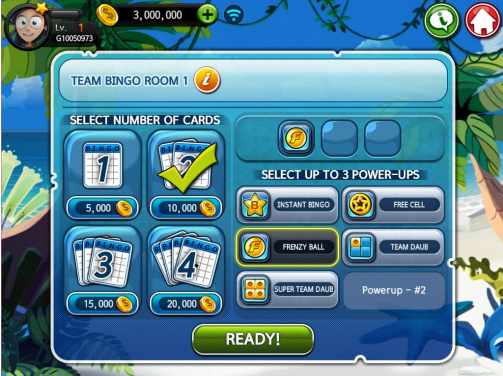 3,000,000
Lv. 1
G10050973
TEAM BINGO ROOM 1 i
SELECT NUMBER OF CARDS
BINGO
1
5,000
BINGO
10,000
BINGO
3
15,000
BINGO
4
20,000
F
SELECT UP TO 3 POWER-UPS
B INSTANT BINGO
FREE CELL
F FRENZY BALL
TEAM DAUB
SUPER TEAM DAUB
Powerup - #2
READY!